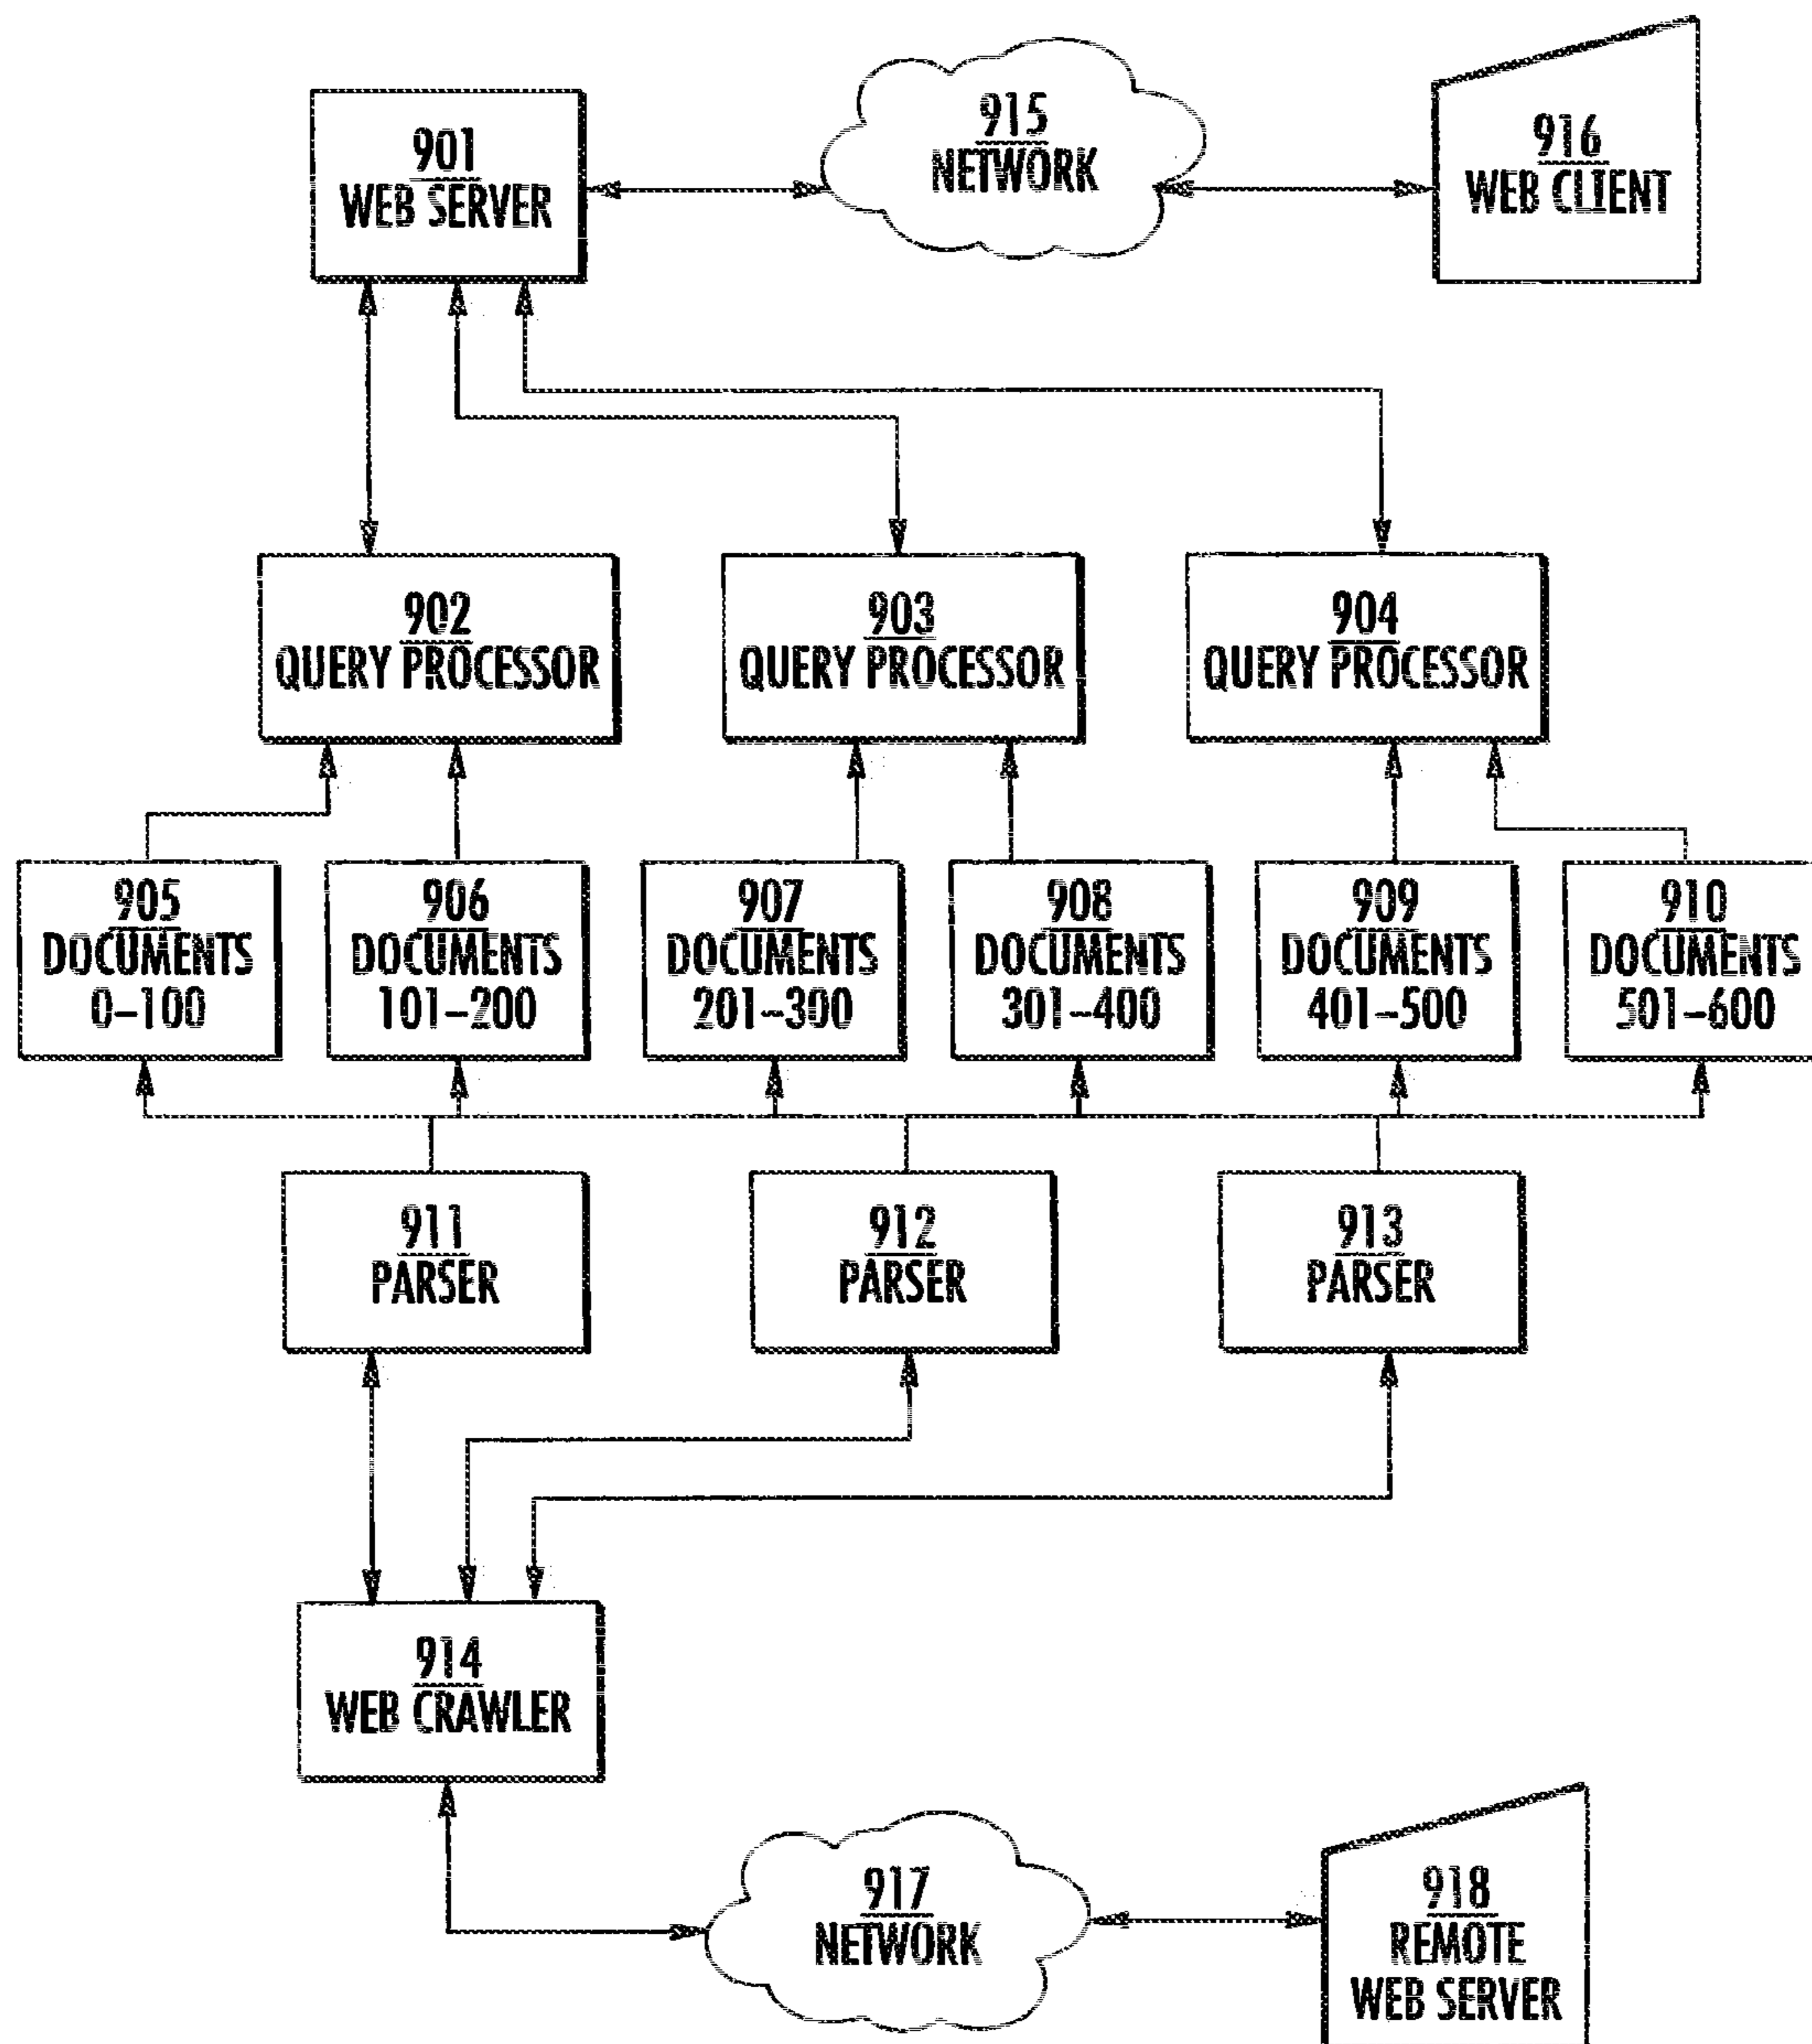 901
WEB SERVER
915
NETWORK
916
WEB CLIENT
902
QUERY PROCESSOR
903
QUERY PROCESSOR
904
QUERY PROCESSOR
905
DOCUMENTS
0–100
906
DOCUMENTS
101–200
907
DOCUMENTS
201–300
908
DOCUMENTS
301–400
909
DOCUMENTS
401–500
910
DOCUMENTS
501–600
911
PARSER
912
PARSER
913
PARSER
914
WEB CRAWLER
917
NETWORK
918
REMOTE
WEB SERVER